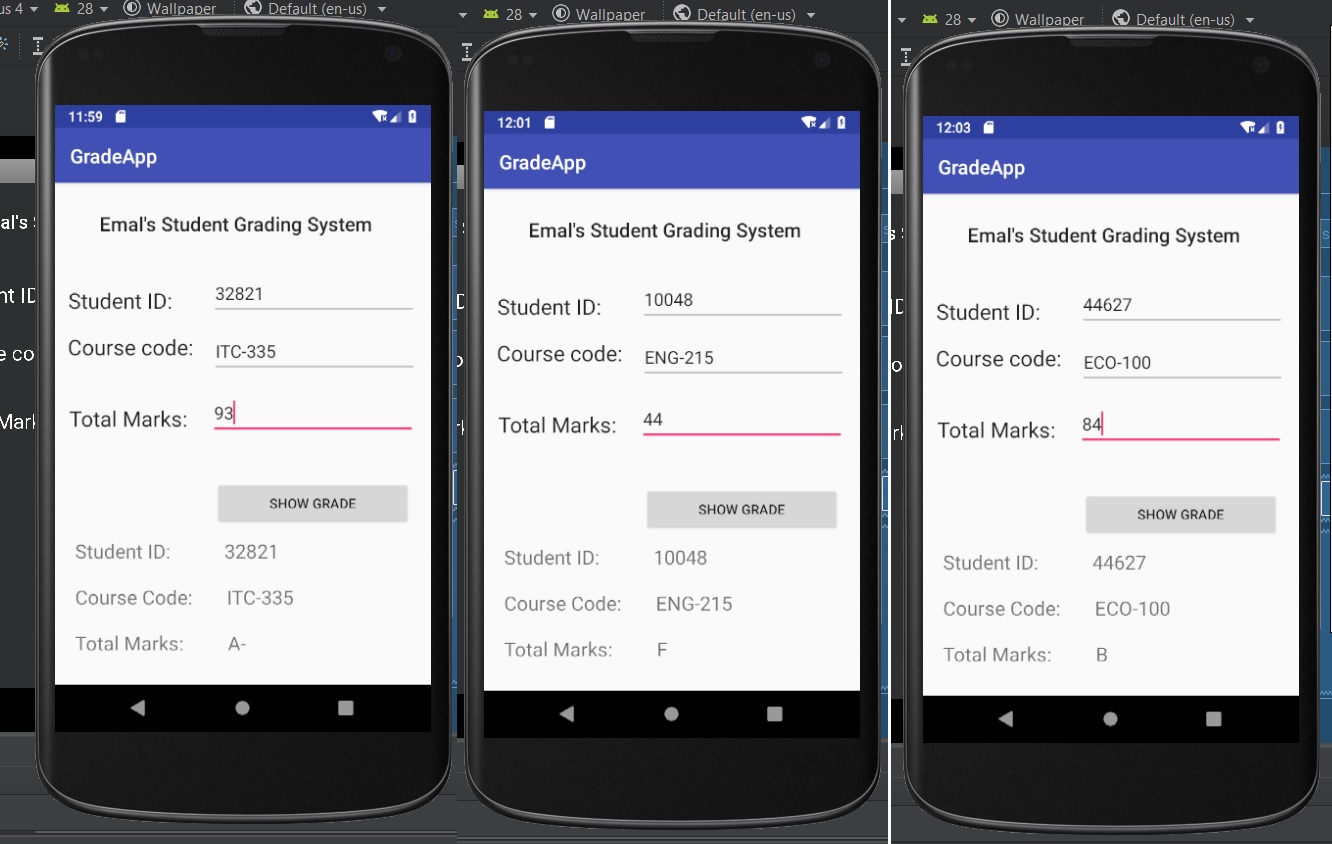 us 4 28 Wallpaper Default (en-us)
11:59
GradeApp
Emal's Student Grading System
Student ID: 32821
Course code: ITC-335
Total Marks: 93
SHOW GRADE
Student ID: 32821
Course Code: ITC-335
Total Marks: A-
28 Wallpaper Default (en-us)
12:01
GradeApp
Emal's Student Grading System
Student ID: 10048
Course code: ENG-215
Total Marks: 44
SHOW GRADE
Student ID: 10048
Course Code: ENG-215
Total Marks: F
28 Wallpaper Default (en-us)
12:03
GradeApp
Emal's Student Grading System
Student ID: 44627
Course code: ECO-100
Total Marks: 84
SHOW GRADE
Student ID: 44627
Course Code: ECO-100
Total Marks: B